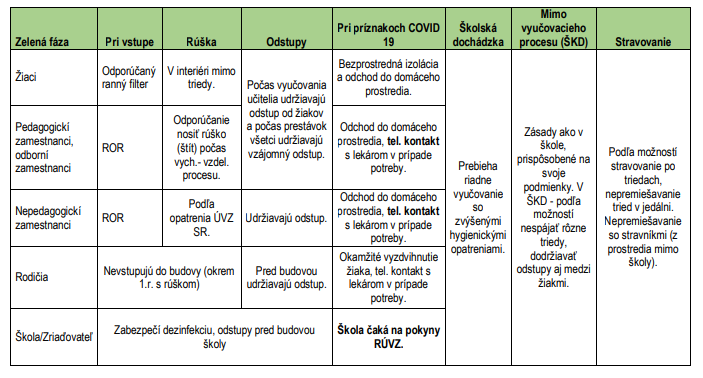 Zelená fáza
Pri vstupe
Rúška
Odstupy
Pri príznakoch COVID
19
Školská
dochádzka
Mimo
vyučovacieho
procesu (ŠKD)
Stravovanie
Žiaci
Odporúčaný
ranný filter
V interiéri mimo
triedy.
Počas vyučovania
učitelia udržiavajú
odstup od žiakov
a počas prestávok
všetci udržiavajú
vzájomný odstup.
Bezprostredná izolácia
a odchod do domáceho
prostredia.
Prebieha
riadne
vyučovanie
so
zvýšenými
hygienickými
opatreniami.
Zásady ako v
škole,
prispôsobené na
svoje
podmienky. V
ŠKD - podľa
možností
nespájať rôzne
triedy,
dodržiavať
odstupy aj medzi
žiakmi.
Podľa možností
stravovanie po
triedach,
nepremiešavanie
tried v jedálni.
Nepremiešavanie
so stravníkmi (z
prostredia mimo
školy).
Pedagogickí
zamestnanci,
odborní
zamestnanci
ROR
Odporúčanie
nosiť rúško
(štít) počas
vych.- vzdel.
procesu.
Odchod do domáceho
prostredia, tel. kontakt
s lekárom v prípade
potreby.
Nepedagogickí
zamestnanci
ROR
Podľa
opatrenia ÚVZ
SR.
Udržiavajú odstup.
Odchod do domáceho
prostredia, tel. kontakt
s lekárom v prípade
potreby.
Rodičia
Nevstupujú do budovy (okrem
1.r. s rúškom)
Pred budovou
udržiavajú odstup.
Okamžité vyzdvihnutie
žiaka, tel. kontakt s
lekárom v prípade
potreby.
Škola/Zriaďovateľ
Zabezpečí dezinfekciu, odstupy pred budovou
školy
Škola čaká na pokyny
RÚVZ.